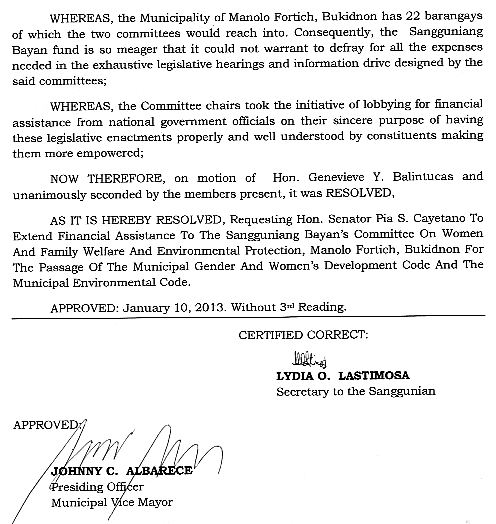 WHEREAS, the Municipality of Manolo Fortich, Bukidnon has 22 barangays
of which the two committees would reach into. Consequently, the Sangguniang
Bayan fund is so meager that it could not warrant to defray for all the expenses
needed in the exhaustive legislative hearings and information drive designed by the
said committees;
WHEREAS, the Committee chairs took the initiative of lobbying for financial
assistance from national government officials on their sincere purpose of having
these legislative enactments properly and well understood by constituents making
them more empowered;
NOW THEREFORE, on motion of Hon. Genevieve Y. Balintucas and
unanimously seconded by the members present, it was RESOLVED,
AS IT IS HEREBY RESOLVED, Requesting Hon. Senator Pia S. Cayetano To
Extend Financial Assistance To The Sangguniang Bayan's Committee On Women
And Family Welfare And Environmental Protection, Manolo Fortich, Bukidnon For
The Passage Of The Municipal Gender And Women's Development Code And The
Municipal Environmental Code.
APPROVED: January 10, 2013. Without 3rd Reading.
CERTIFIED CORRECT:
LYDIA O. LASTIMOSA
Secretary to the Sanggunian
APPROVED:
JOHNNY C. ALBARECE
Presiding Officer
Municipal Vice Mayor